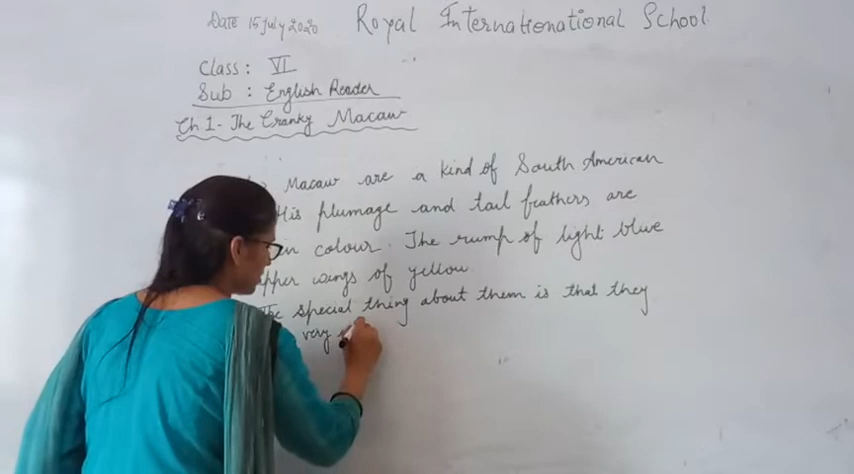 Date 15 July 2020 Royal International School
Class : VI
Sub : English Reader
Ch 1 - The Cranky Macaw
Macaw are a kind of South American
His plumage and tail feathers are
colour. The rump of light blue
wings of yellow
The special thing about them is that they
very